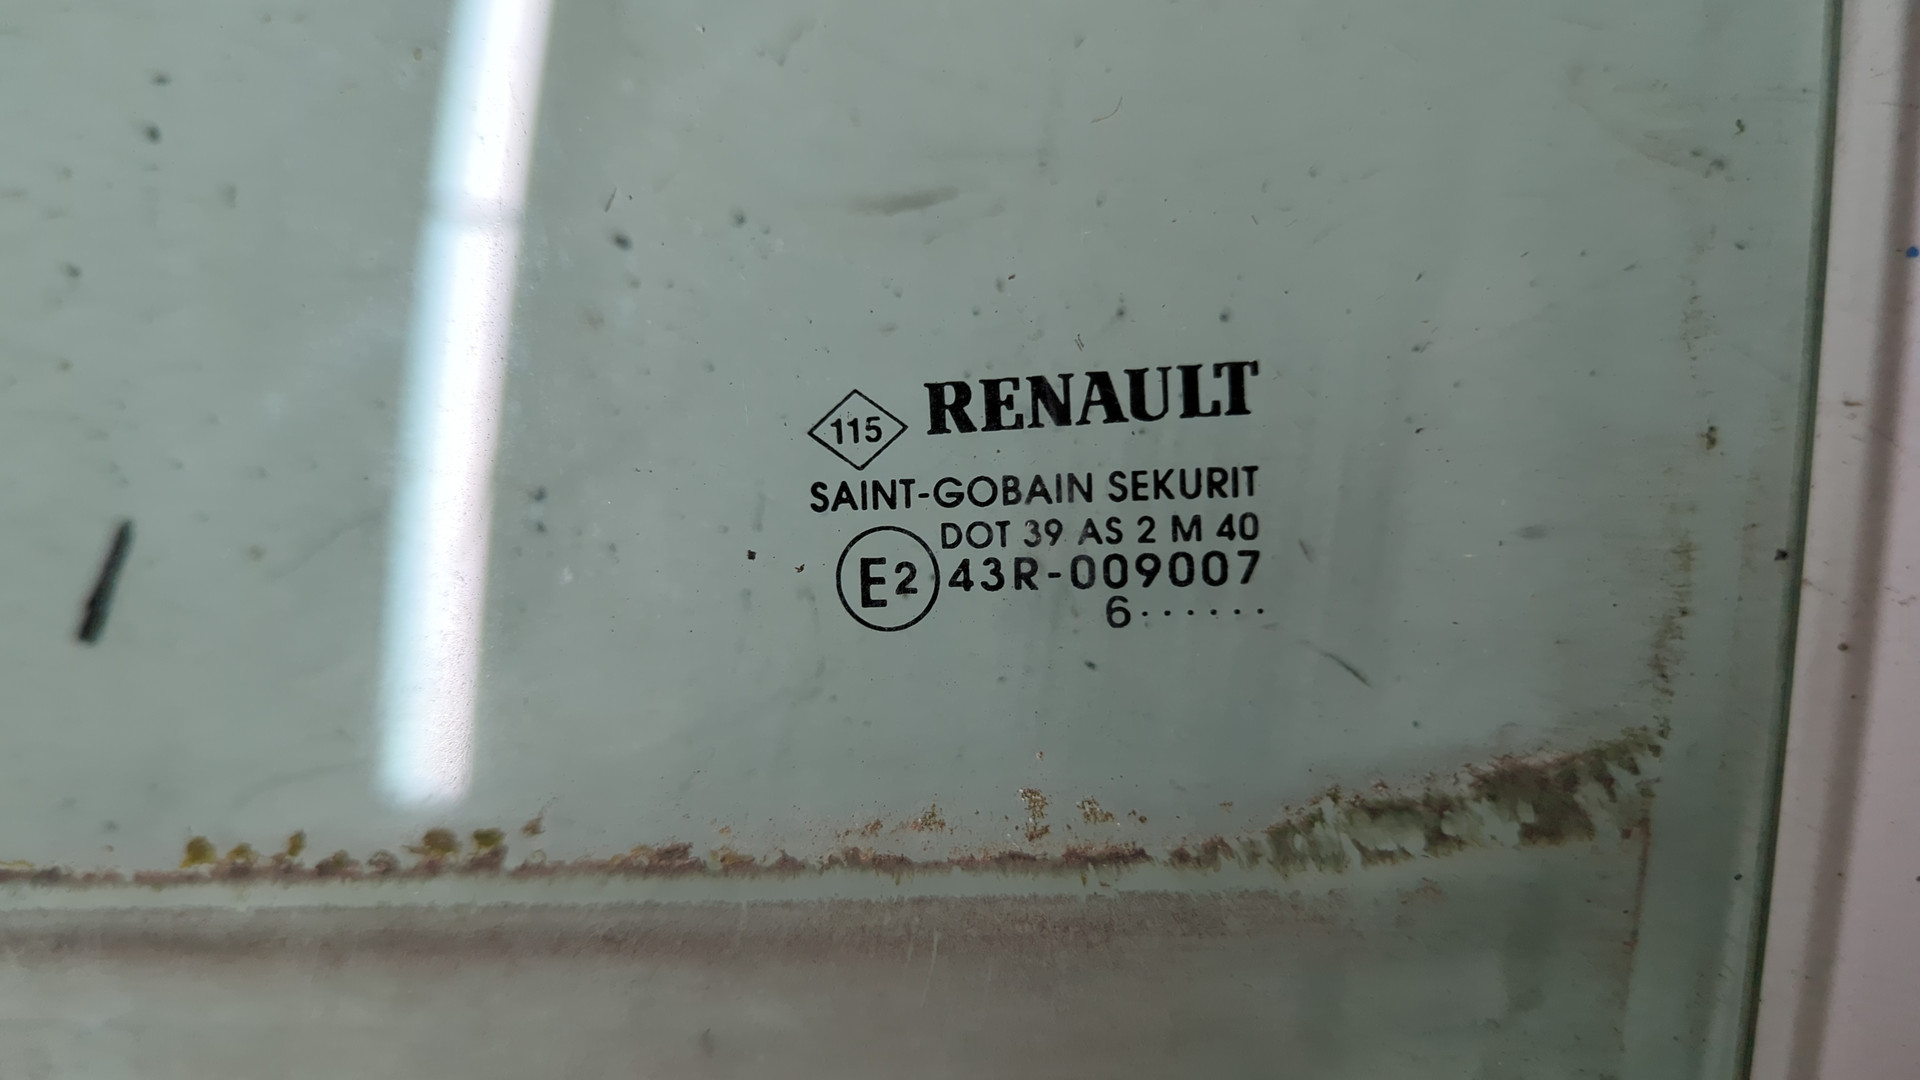 115 RENAULT
SAINT-GOBAIN SEKURIT
DOT 39 AS 2 M 40
E2 43R-009007
6······